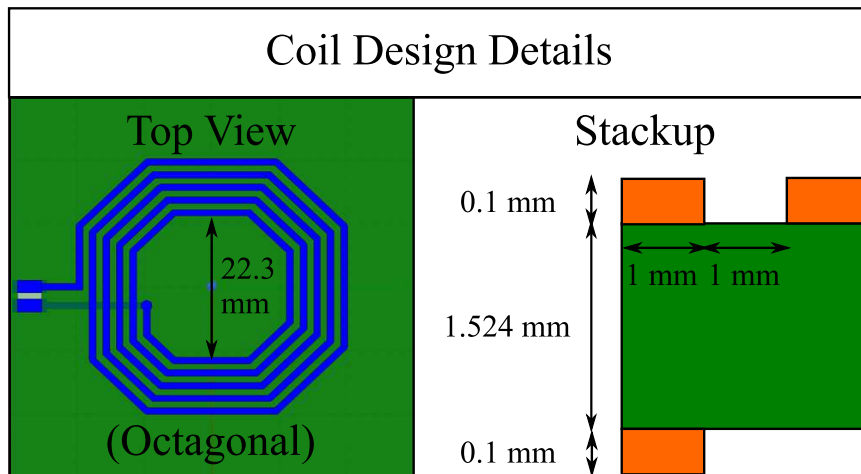 Coil Design Details
Top View
22.3
mm
(Octagonal)
Stackup
0.1 mm
1 mm 1 mm
1.524 mm
0.1 mm